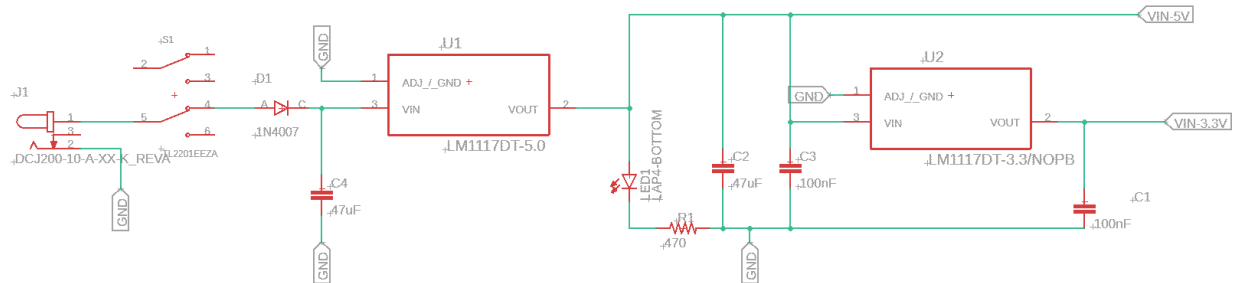 VIN-5V
S1
1
2
3
4
5
6
TL2201EEZA
J1
1
3
2
DCJ200-10-A-XX-K_REVA
GND
D1
A
C
1N4007
C4
47uF
GND
GND
U1
1
ADJ_/_GND
3
VIN
VOUT
2
LM1117DT-5.0
LED1
LAP4-BOTTOM
R1
470
C2
47uF
C3
100nF
GND
U2
GND
1
ADJ_/_GND
3
VIN
VOUT
2
LM1117DT-3.3/NOPB
VIN-3.3V
C1
100nF